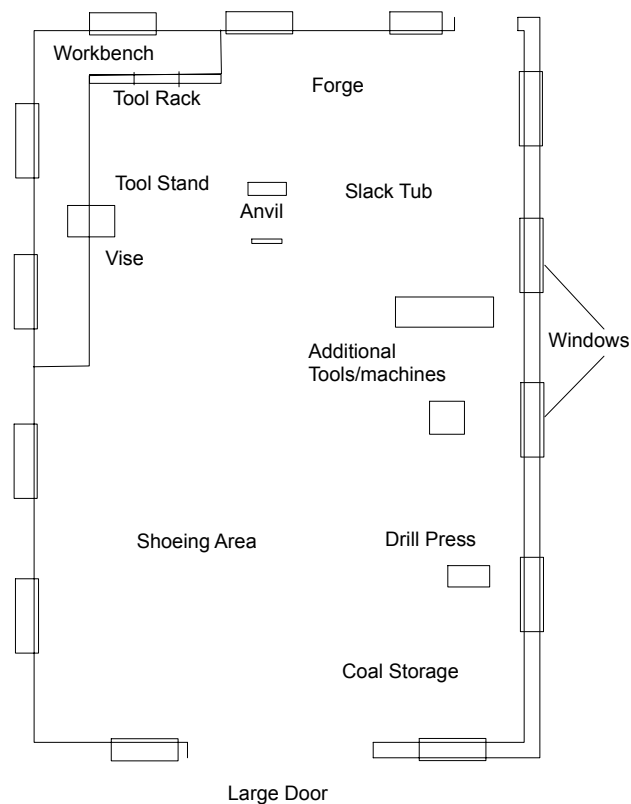 Workbench
Forge
Tool Rack
Tool Stand
Slack Tub
Anvil
Vise
Windows
Additional
Tools/machines
Shoeing Area
Drill Press
Coal Storage
Large Door